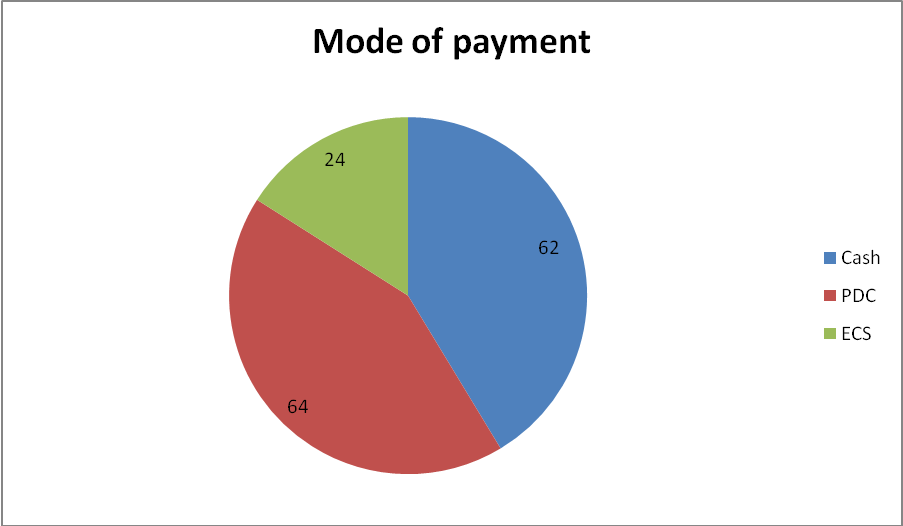 Mode of payment
24
62
64
Cash
PDC
ECS